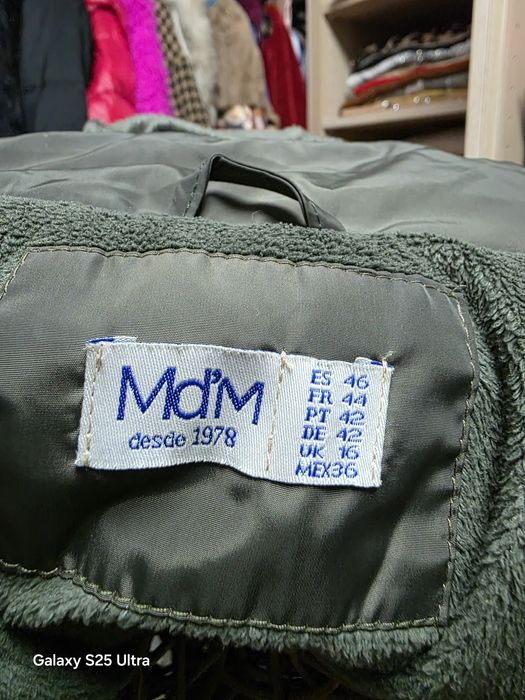 Md'M
desde 1978
ES 46
FR 44
PT 42
DE 42
UK 16
MEX36
Galaxy S25 Ultra